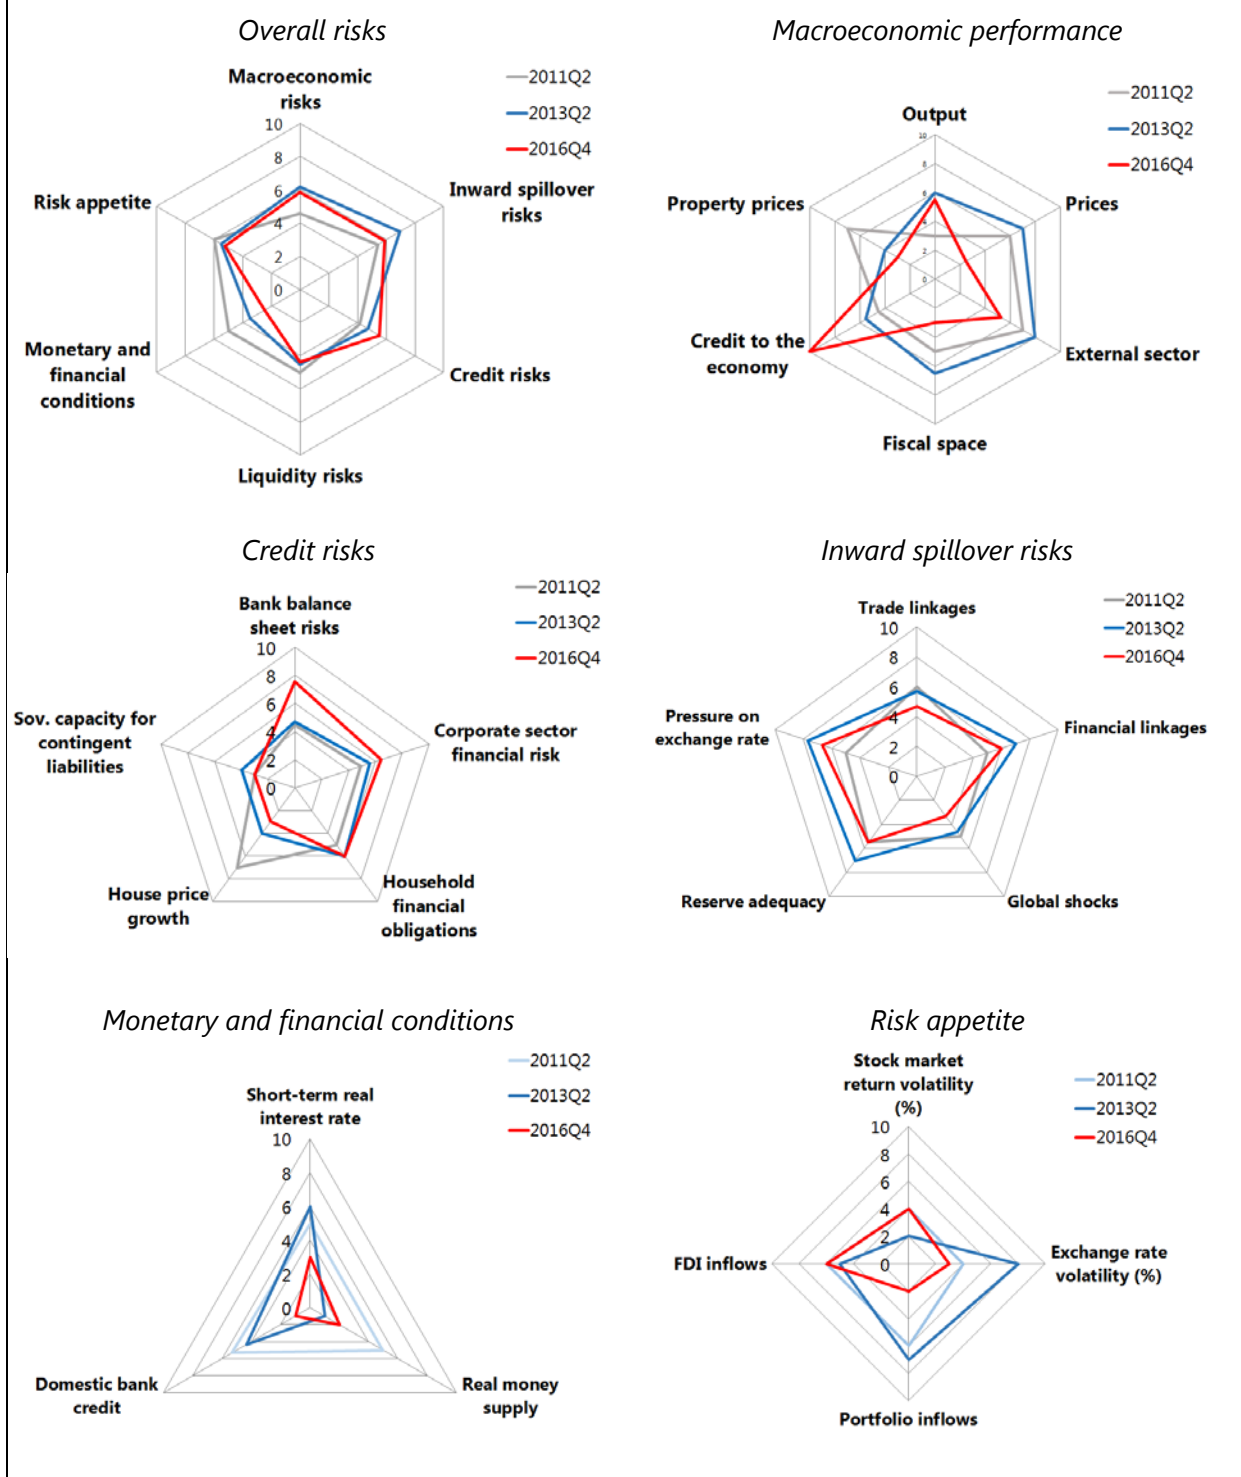 Overall risks
Macroeconomic
risks
2011Q2
2013Q2
2016Q4
10
8
6
4
2
0
Inward spillover
risks
Credit risks
Liquidity risks
Monetary and
financial
conditions
Risk appetite
Macroeconomic performance
Output
2011Q2
2013Q2
2016Q4
10
8
6
4
2
0
Prices
External sector
Fiscal space
Credit to the
economy
Property prices
Credit risks
Bank balance
sheet risks
2011Q2
2013Q2
2016Q4
10
8
6
4
2
0
Corporate sector
financial risk
Household
financial
obligations
House price
growth
Sov. capacity for
contingent
liabilities
Inward spillover risks
Trade linkages
2011Q2
2013Q2
2016Q4
10
8
6
4
2
0
Financial linkages
Global shocks
Reserve adequacy
Pressure on
exchange rate
Monetary and financial conditions
Short-term real
interest rate
2011Q2
2013Q2
2016Q4
10
8
6
4
2
0
Real money
supply
Domestic bank
credit
Risk appetite
Stock market
return volatility
(%)
2011Q2
2013Q2
2016Q4
10
8
6
4
2
0
Exchange rate
volatility (%)
Portfolio inflows
FDI inflows